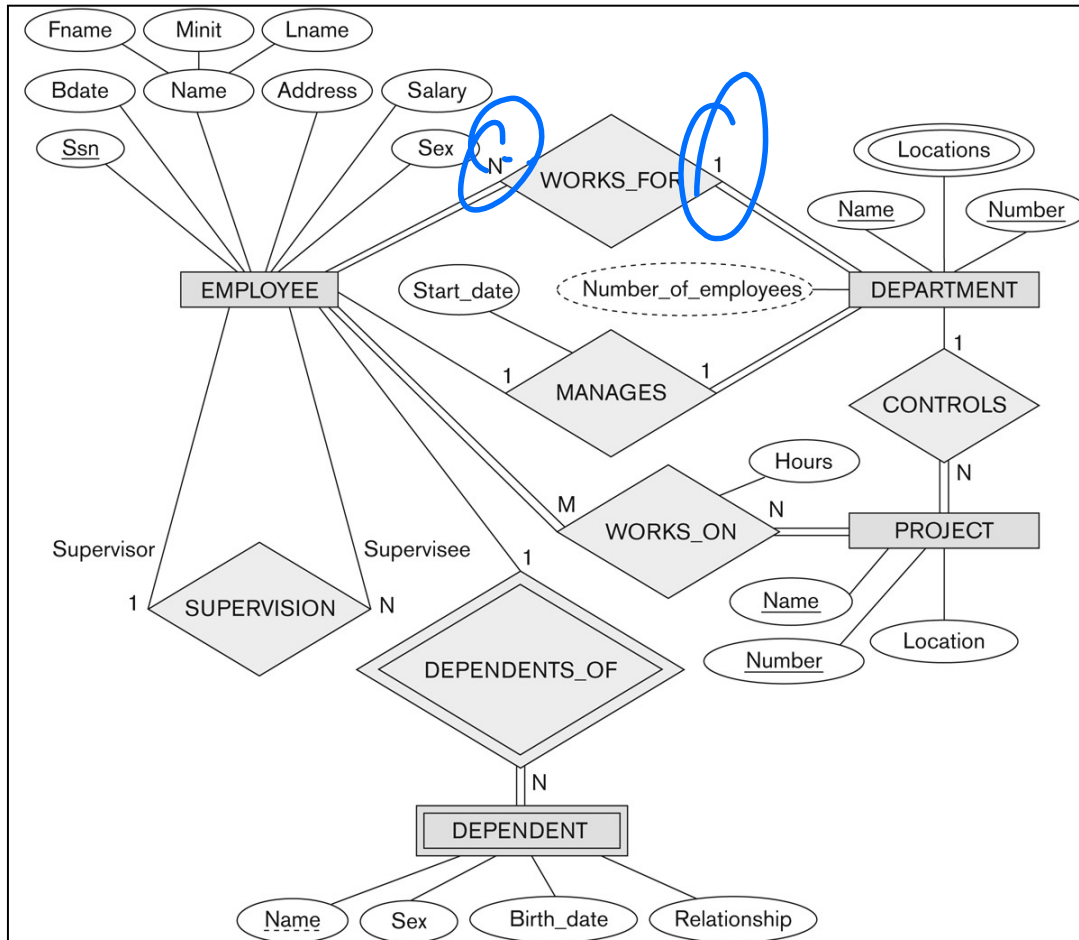 Fname Minit Lname
Bdate Name Address Salary
Ssn Sex N WORKS_FOR 1 Locations
Name Number
EMPLOYEE Start_date Number_of_employees DEPARTMENT
1 MANAGES 1 1
CONTROLS
Hours
M N N
WORKS_ON PROJECT
Supervisor Supervisee 1
1 SUPERVISION N Name
Location
Number
DEPENDENTS_OF
N
DEPENDENT
Name Sex Birth_date Relationship